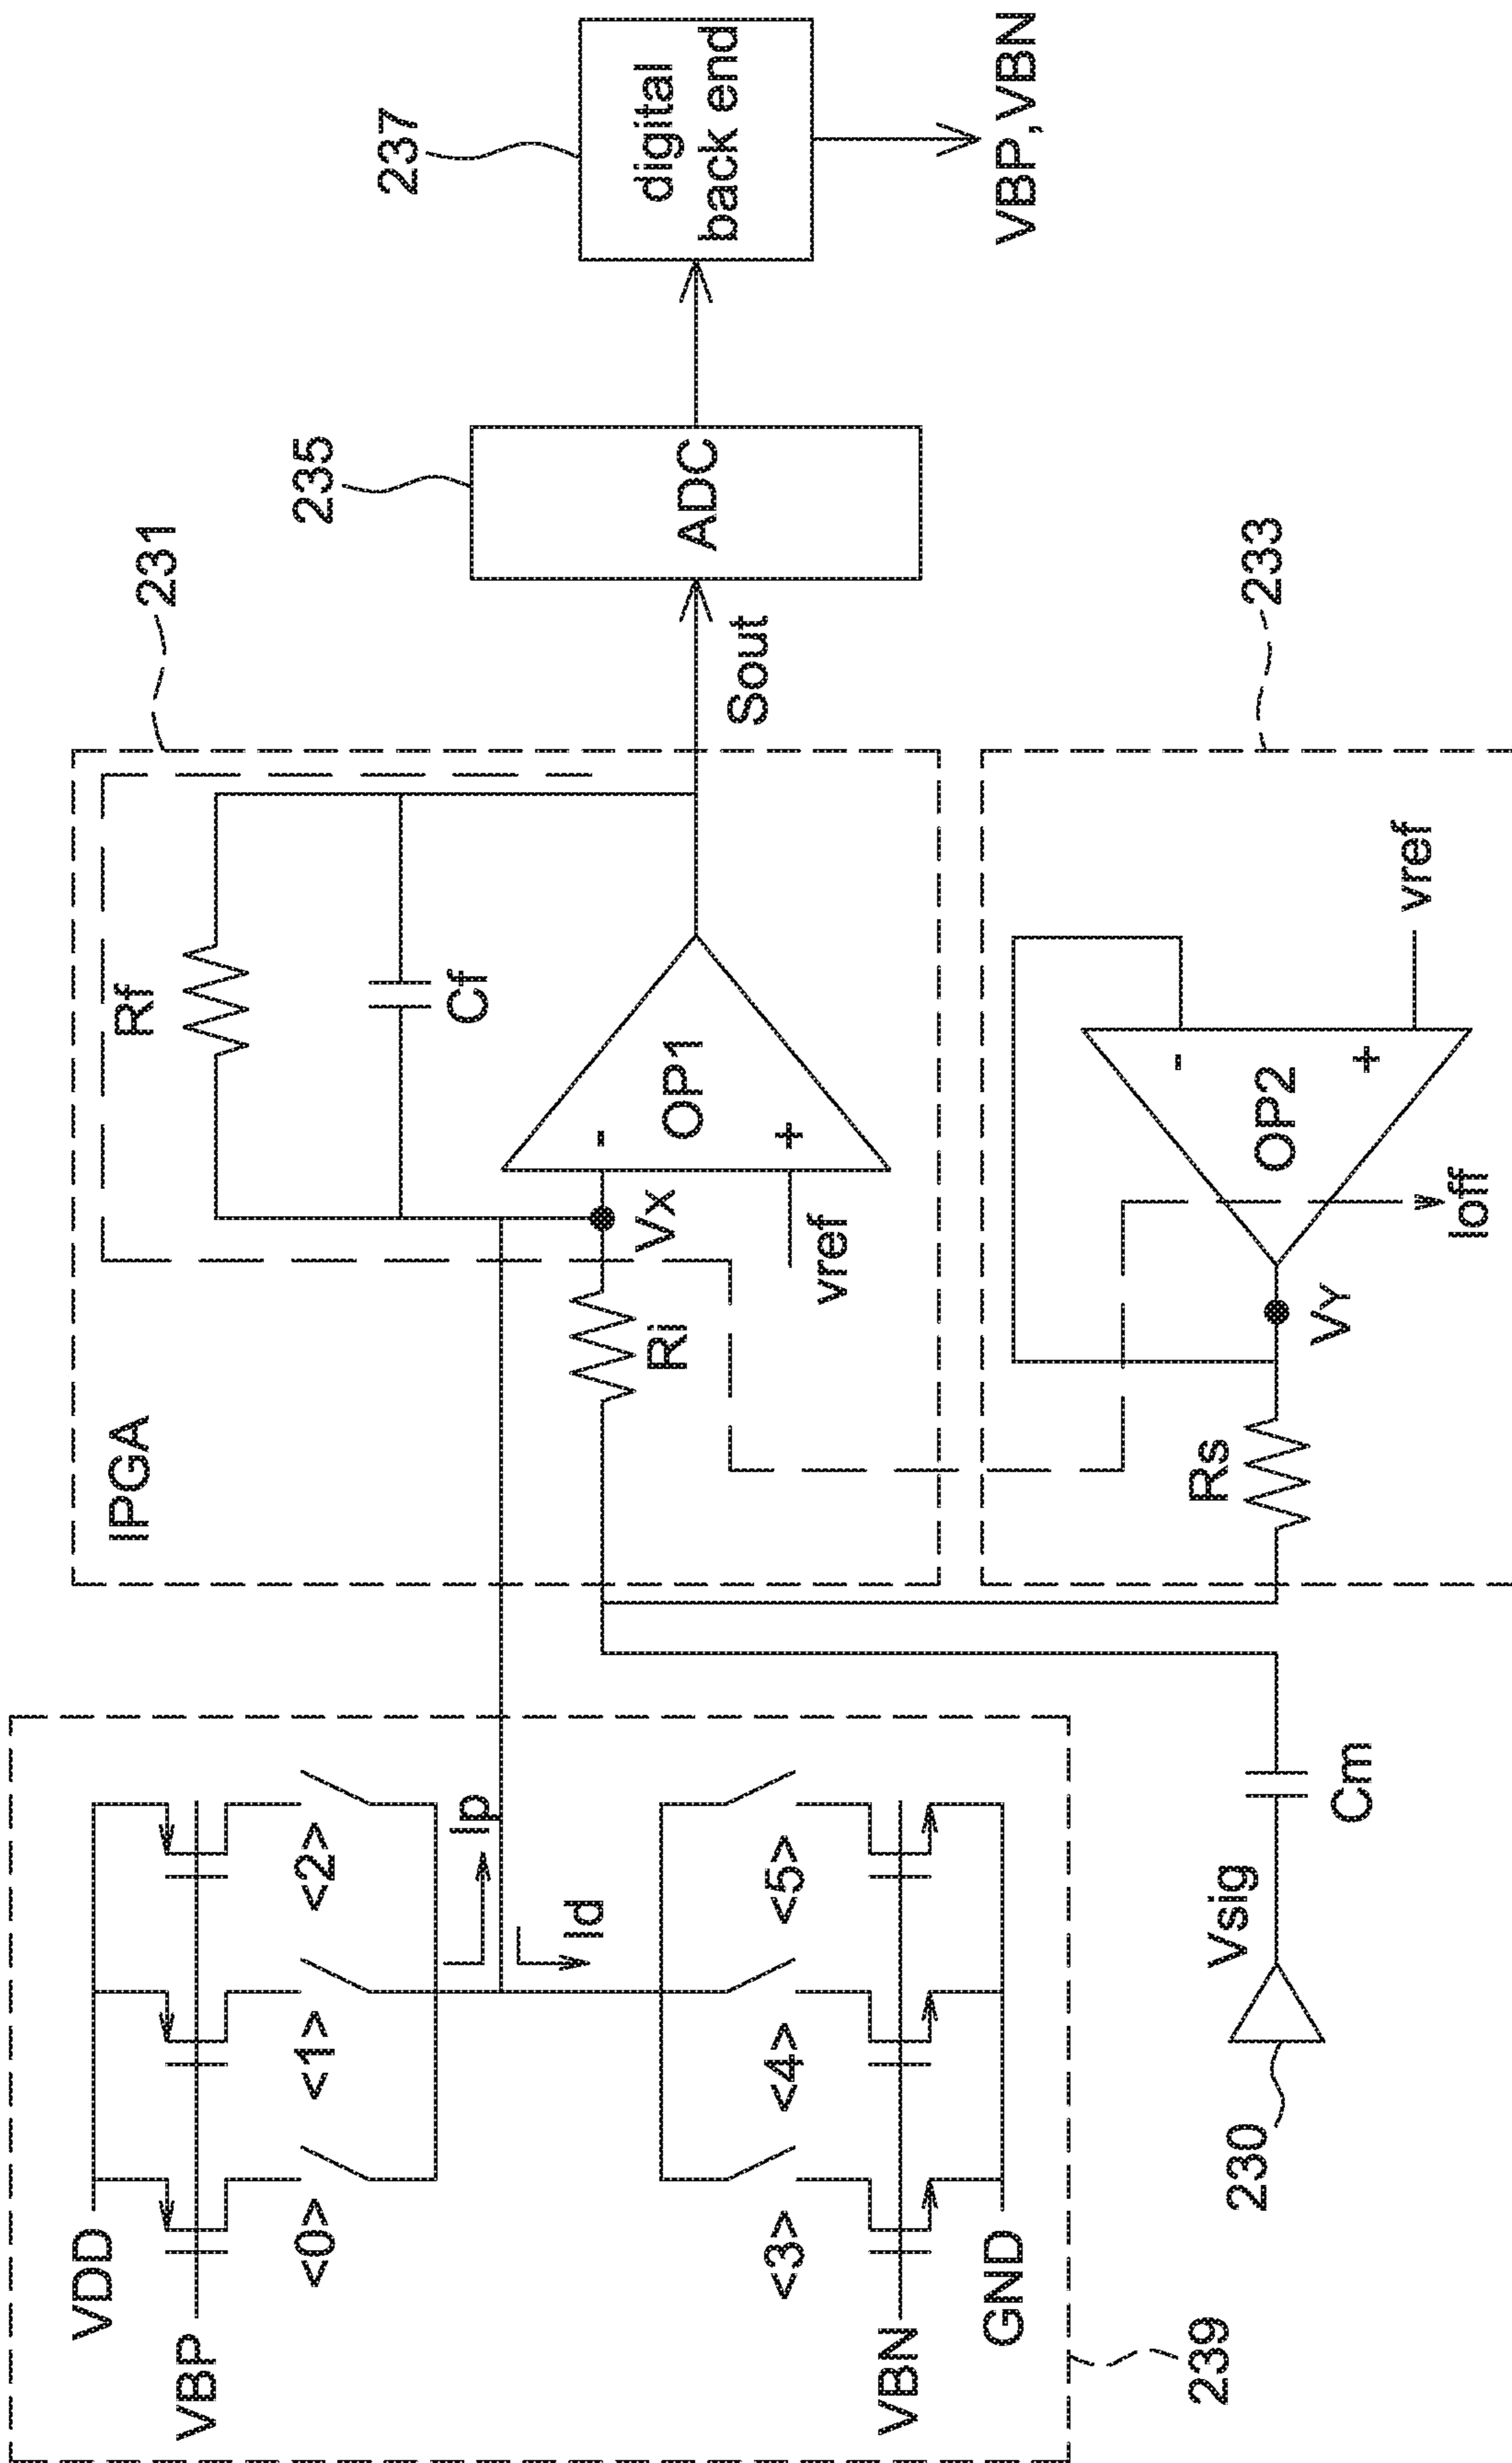 VDD
VBP
<0>
<1>
<2>
Ip
Id
<3>
<4>
<5>
VBN
GND
239
230
Vsig
Cm
IPGA
231
Rf
Cf
Ri
Vx
-
OP1
+
vref
Sout
235
ADC
237
digital
back end
VBP,VBN
233
Rs
VY
-
OP2
+
Ioff
vref